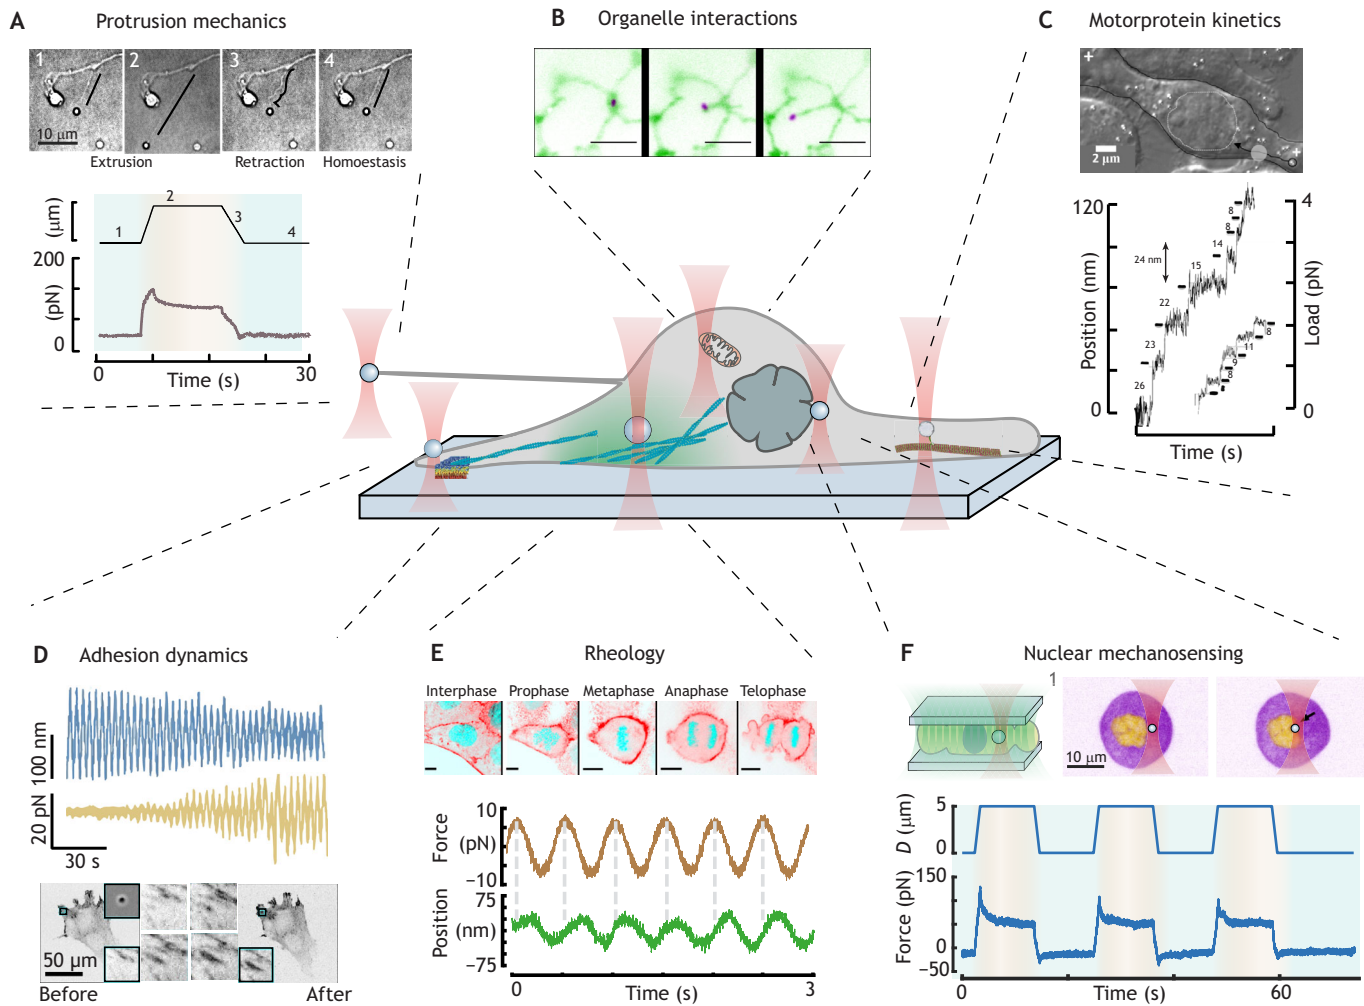 A Protrusion mechanics
1 2 3 4
10 μm
Extrusion Retraction Homoestasis
(μm)
1 2 3 4
200
(pN)
0
0 Time (s) 30
B Organelle interactions
C Motorprotein kinetics
+
+
2 μm
120
Position (nm)
0
4
Load (pN)
0
24 nm
26
23
22
15
14
8
8
8
8
9
11
8
Time (s)
D Adhesion dynamics
100 nm
20 pN
30 s
50 μm
Before After
E Rheology
Interphase Prophase Metaphase Anaphase Telophase
10
Force
(pN)
−10
75
Position
(nm)
−75
0 Time (s) 3
F Nuclear mechanosensing
1
10 μm
5
D (μm)
0
150
Force (pN)
0
−50
0 Time (s) 60